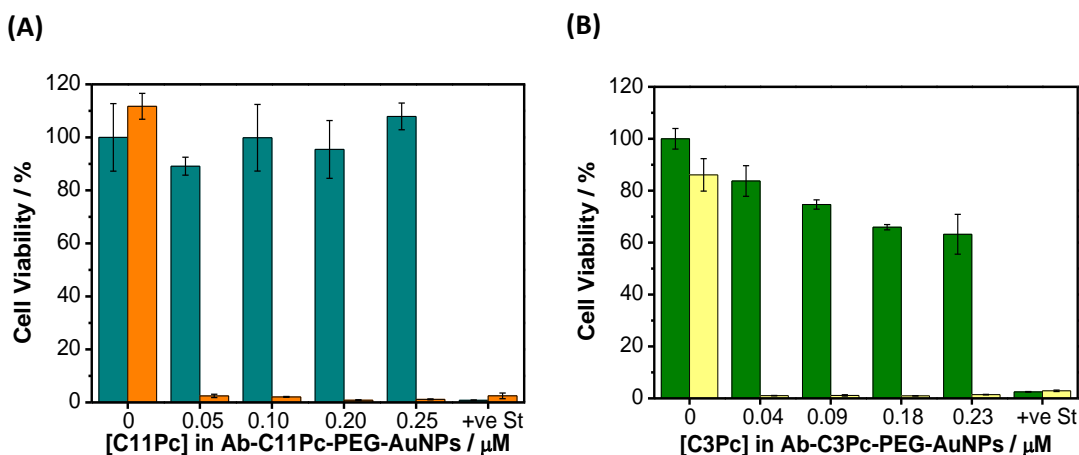 (A)
(B)
Cell Viability / %
120
100
80
60
40
20
0
0 0.05 0.10 0.20 0.25 +ve St
[C11Pc] in Ab-C11Pc-PEG-AuNPs / μM
Cell Viability / %
120
100
80
60
40
20
0
0 0.04 0.09 0.18 0.23 +ve St
[C3Pc] in Ab-C3Pc-PEG-AuNPs / μM